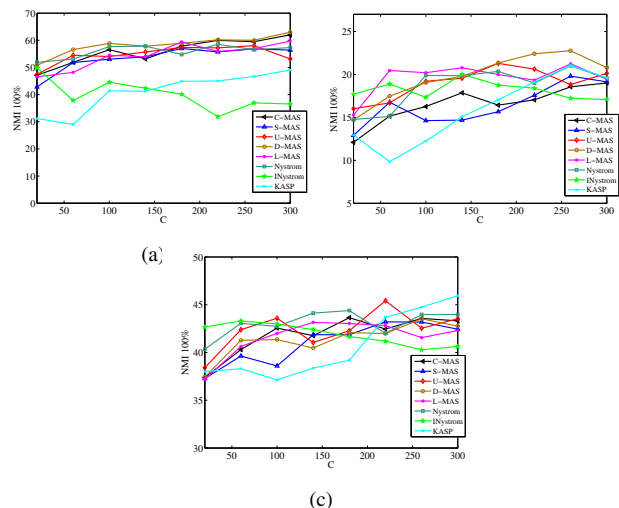 70
60
50
40
30
20
10
0
NMI 100%
50 100 150 200 250 300
C
C−MAS
S−MAS
U−MAS
D−MAS
L−MAS
Nystrom
INystrom
KASP
(a)
25
20
15
10
5
NMI 100%
50 100 150 200 250 300
C
C−MAS
S−MAS
U−MAS
D−MAS
L−MAS
Nystrom
INystrom
KASP
50
45
40
35
30
NMI 100%
50 100 150 200 250 300
C
C−MAS
S−MAS
U−MAS
D−MAS
L−MAS
Nystrom
INystrom
KASP
(c)